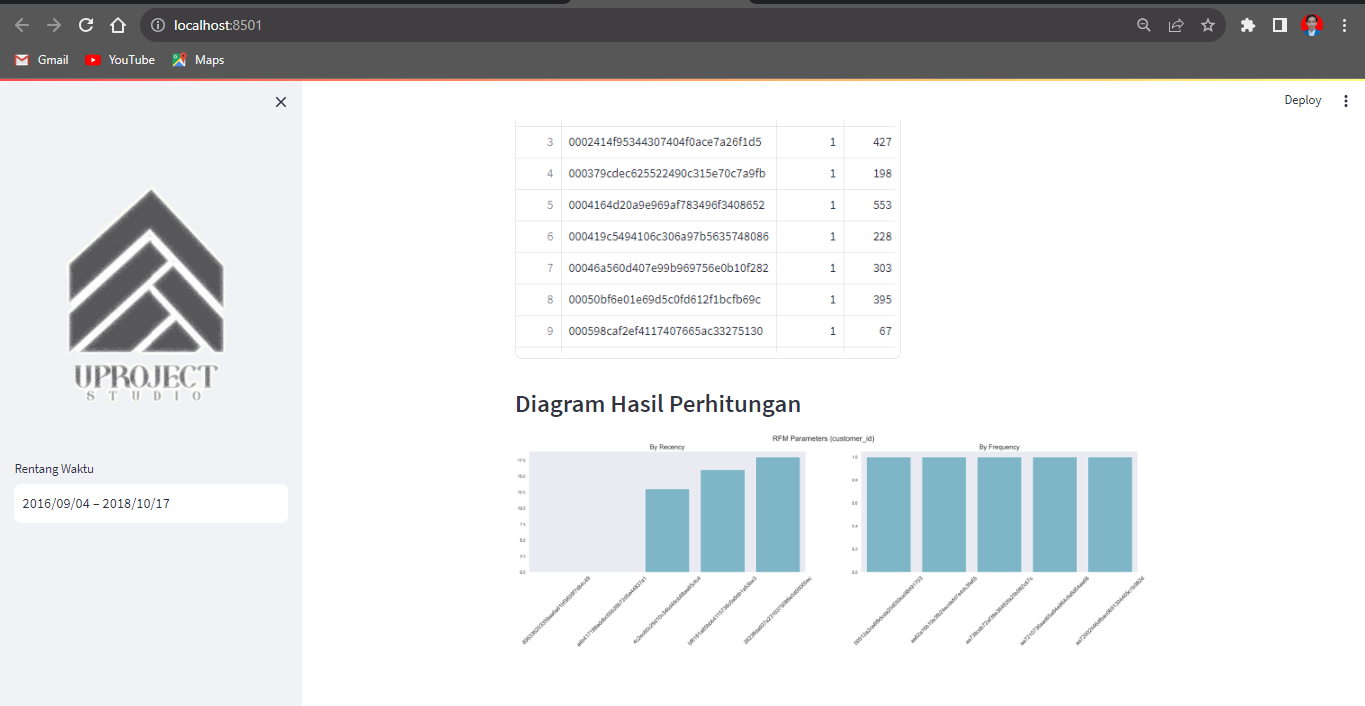 localhost:8501
Gmail YouTube Maps
Deploy
3 0002414f95344307404f0ace7a26f1d5 1 427
4 000379cdec625522490c315e70c7a9fb 1 198
5 0004164d20a9e969af783496f3408652 1 553
6 000419c5494106c306a97b5635748086 1 228
7 00046a560d407e99b969756e0b10f282 1 303
8 00050bf6e01e69d5c0fd612f1bcfb69c 1 395
9 000598caf2ef4117407665ac33275130 1 67
UPROJECT
STUDIO
Rentang Waktu
2016/09/04 – 2018/10/17
Diagram Hasil Perhitungan
RFM Parameters (customer_id)
By Recency
By Frequency
17.5
15.0
12.5
10.0
7.5
5.0
2.5
0.0
1.0
0.8
0.6
0.4
0.2
0.0